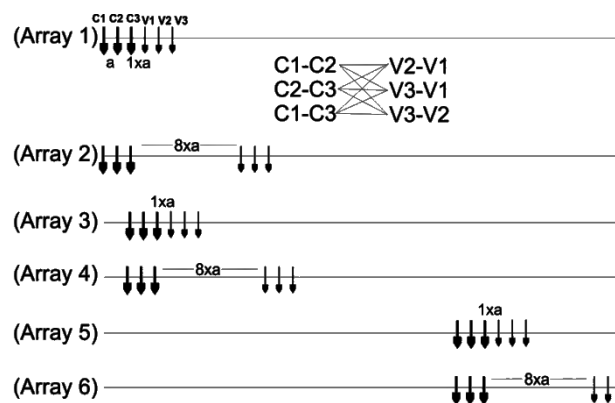 C1 C2 C3 V1 V2 V3
(Array 1)
a 1xa
C1-C2 V2-V1
C2-C3 V3-V1
C1-C3 V3-V2
(Array 2) 8xa
1xa
(Array 3)
(Array 4) 8xa
1xa
(Array 5)
(Array 6) 8xa